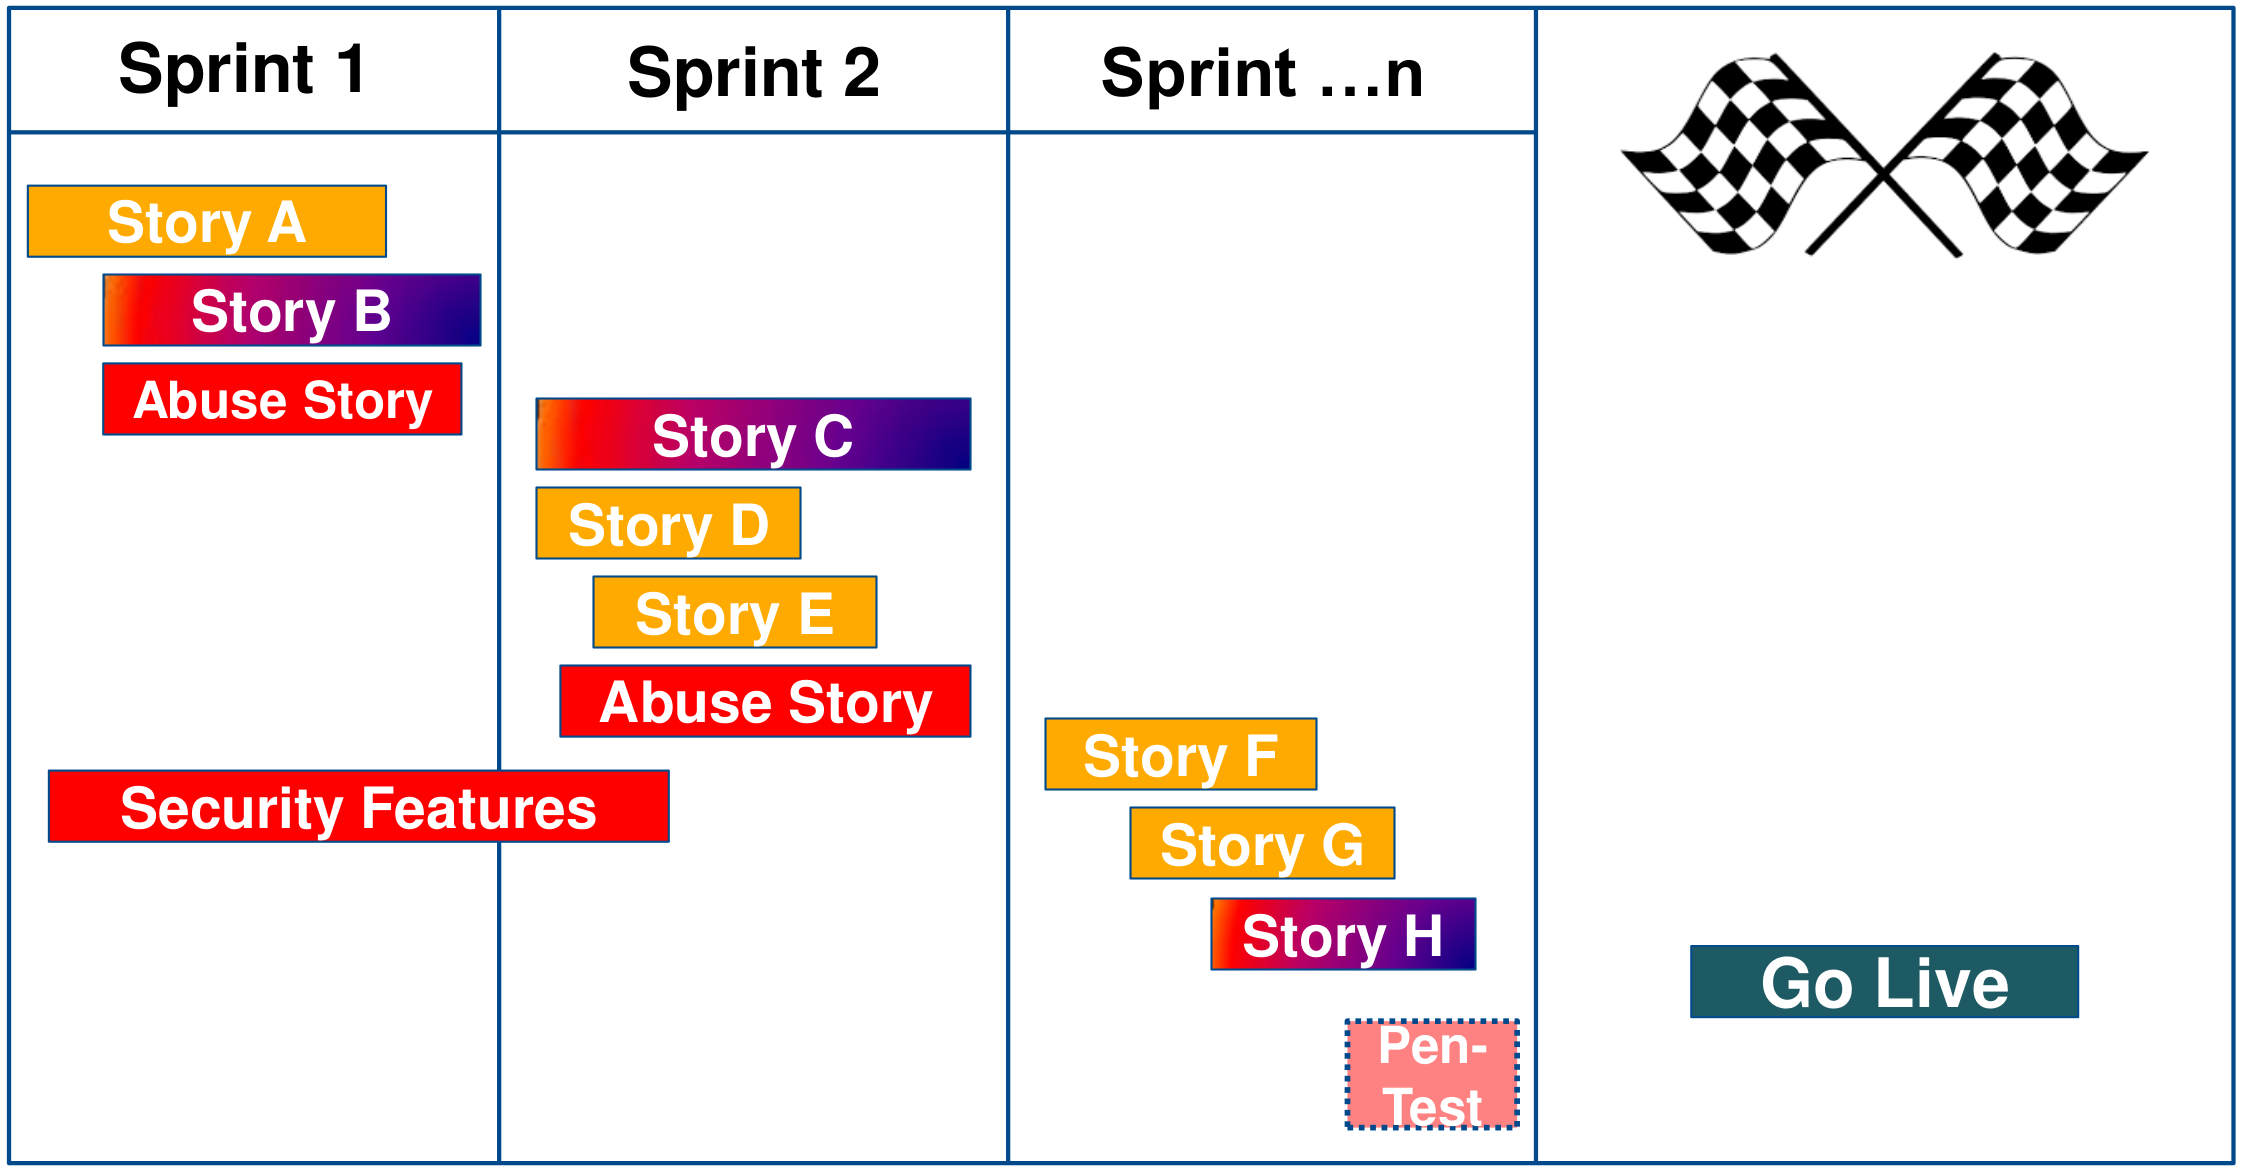 Sprint 1
Sprint 2
Sprint …n
Story A
Story B
Abuse Story
Story C
Story D
Story E
Abuse Story
Security Features
Story F
Story G
Story H
Pen-
Test
Go Live